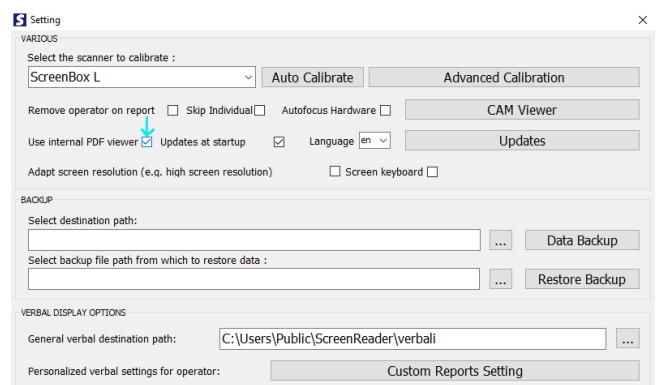 Setting
VARIOUS
Select the scanner to calibrate :
ScreenBox L Auto Calibrate Advanced Calibration
Remove operator on report Skip Individual Autofocus Hardware CAM Viewer
Use internal PDF viewer Updates at startup Language en Updates
Adapt screen resolution (e.g. high screen resolution) Screen keyboard
BACKUP
Select destination path:
... Data Backup
Select backup file path from which to restore data :
... Restore Backup
VERBAL DISPLAY OPTIONS
General verbal destination path: C:\Users\Public\ScreenReader\verbali ...
Personalized verbal settings for operator: Custom Reports Setting